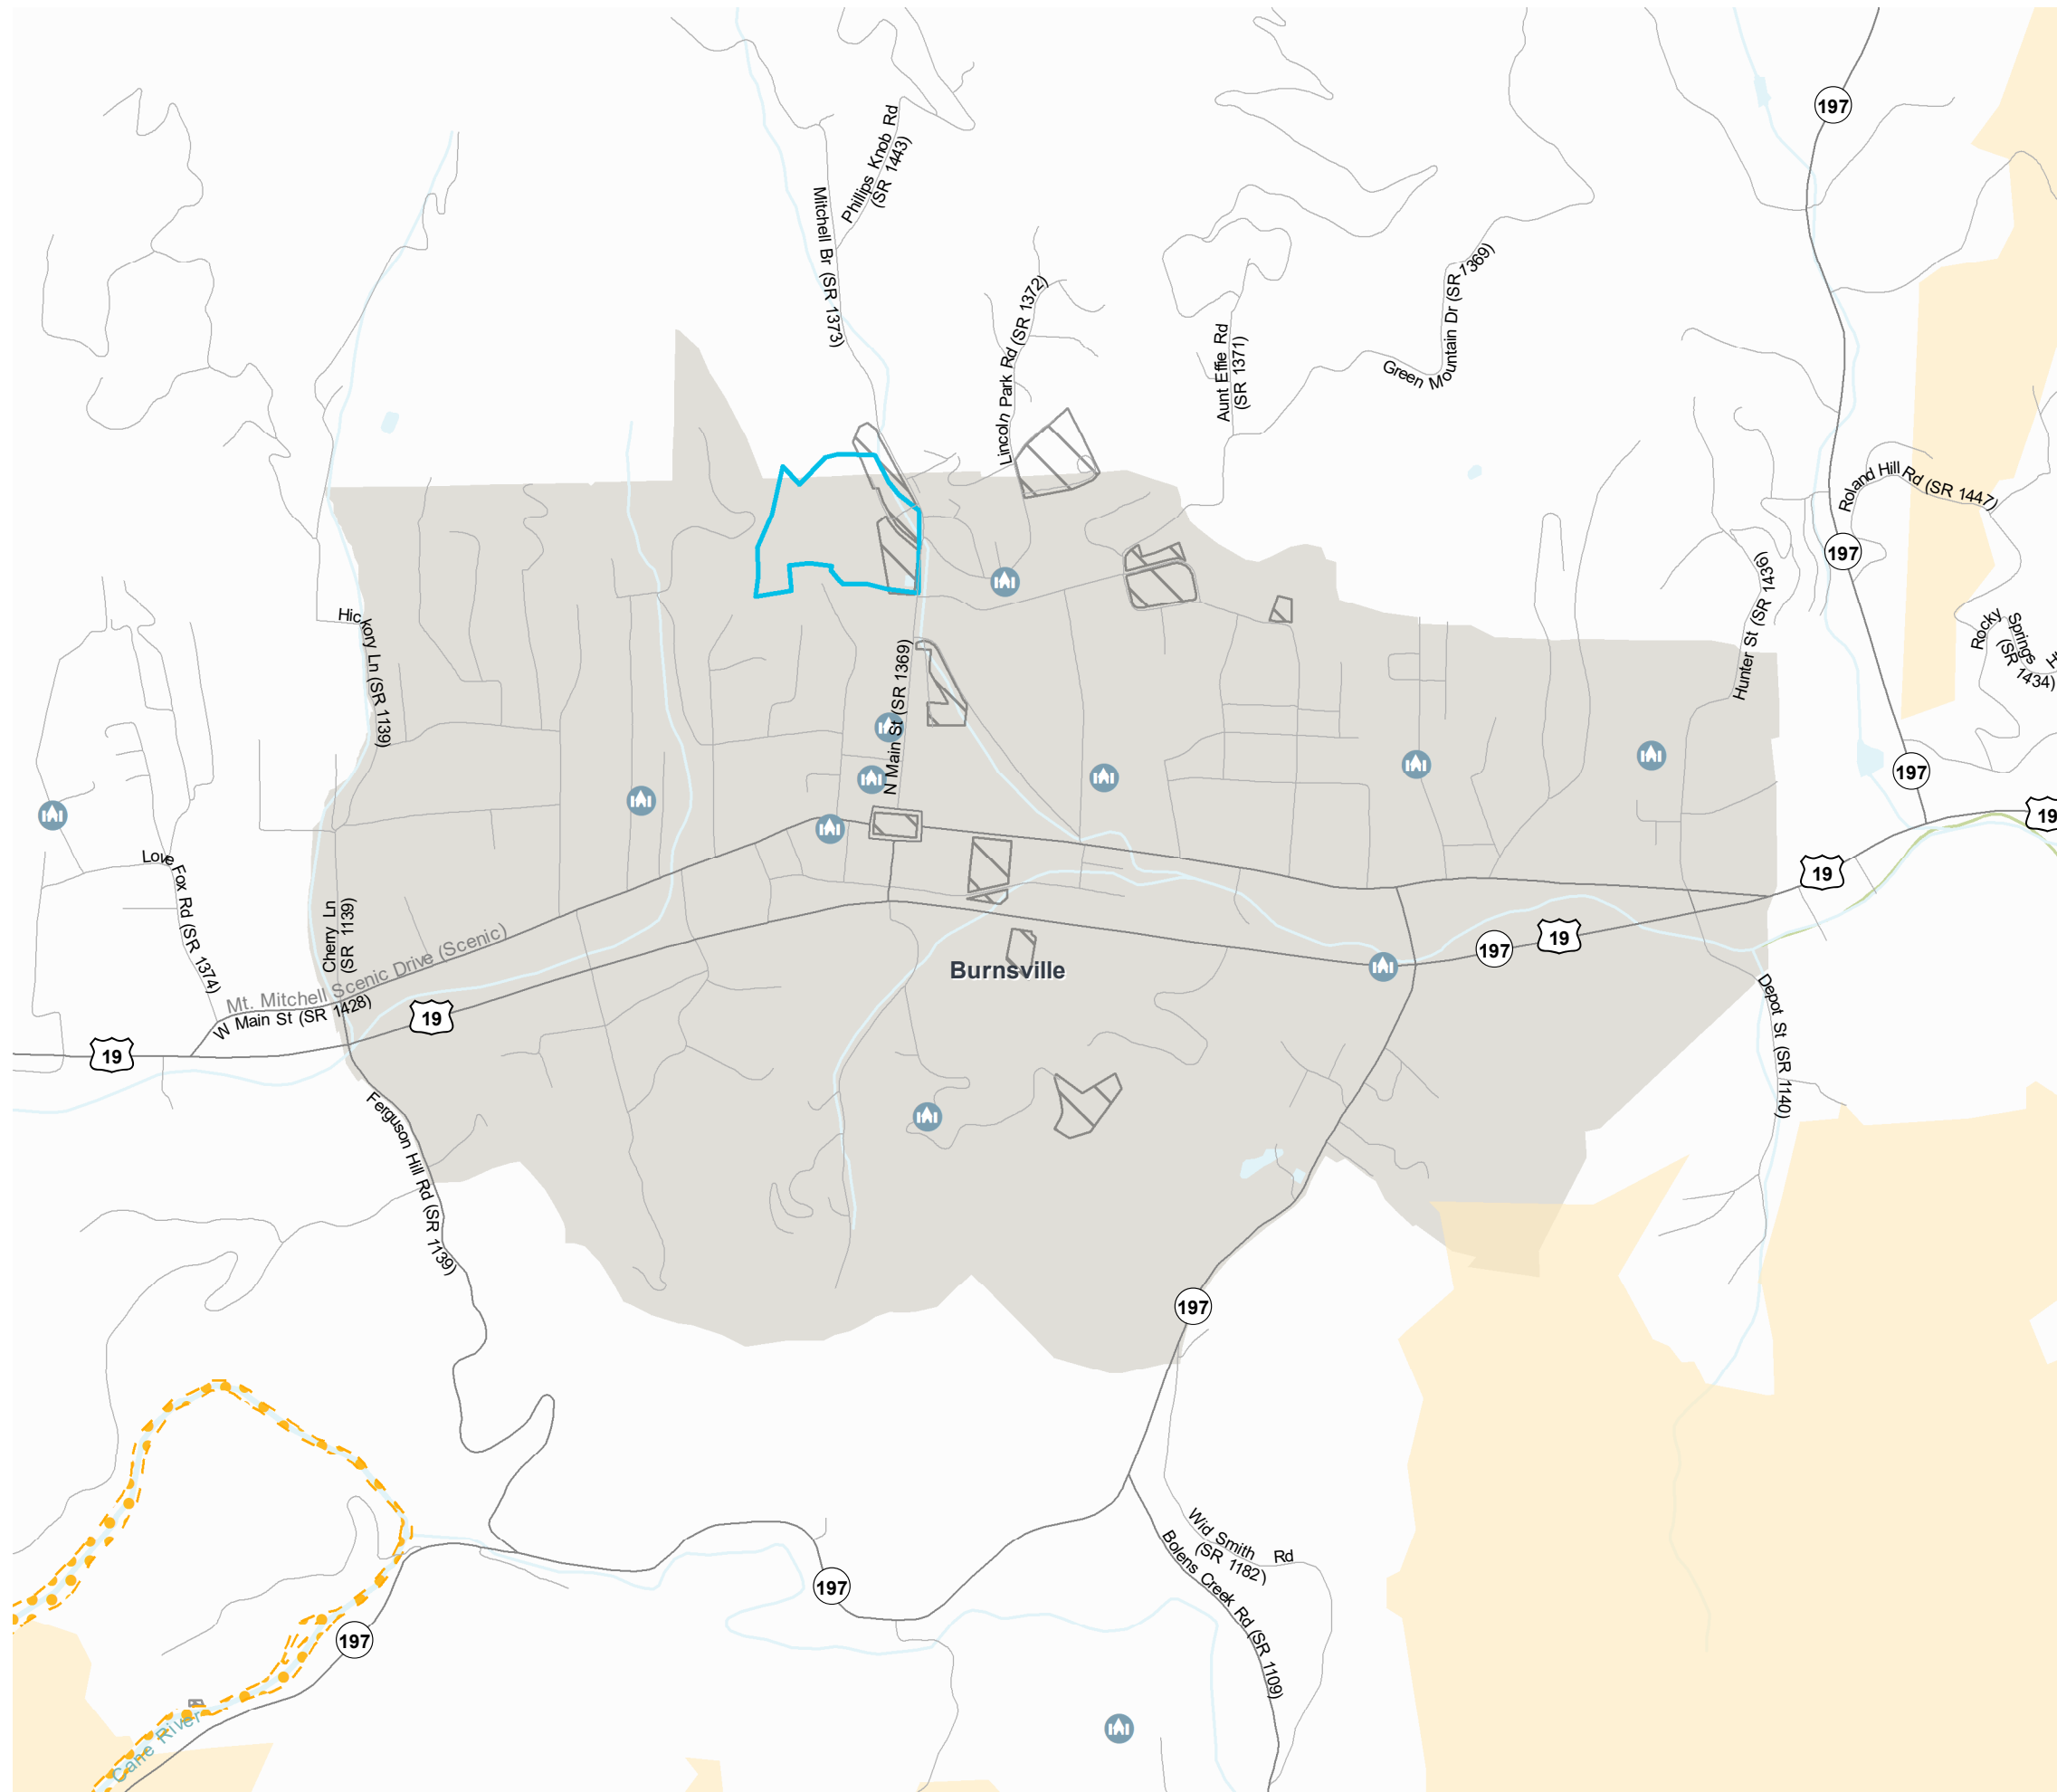 197
Phillips Knob Rd
(SR 1443)
Mitchell Br (SR 1373)
Lincoln Park Rd (SR 1372)
Aunt Effie Rd
(SR 1371)
Green Mountain Dr (SR 1369)
Roland Hill Rd (SR 1447)
197
Hunter St (SR 1436)
Rocky Springs H
(SR 1434)
Hickory Ln (SR 1139)
N Main St (SR 1369)
197
19
Love Fox Rd (SR 1374)
Cherry Ln
(SR 1139)
19
Mt. Mitchell Scenic Drive (Scenic)
W Main St (SR 1428)
197
19
Burnsville
19
19
Depot St (SR 1140)
Ferguson Hill Rd (SR 1139)
197
Wid Smith Rd
(SR 1182)
Bolens Creek Rd (SR 1109)
197
197
Cane River